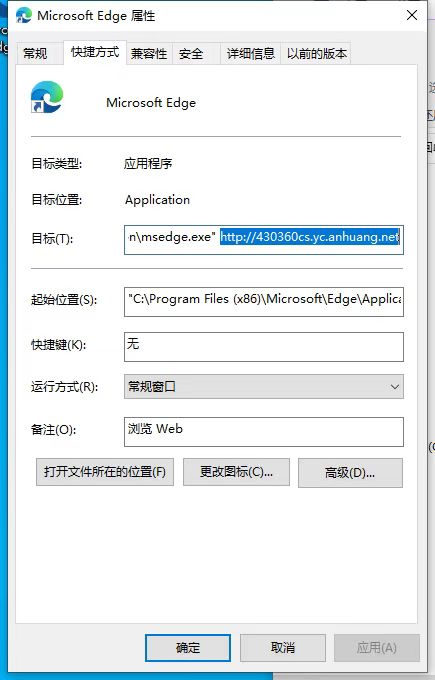 Microsoft Edge 属性
常规 快捷方式 兼容性 安全 详细信息 以前的版本
Microsoft Edge
目标类型: 应用程序
目标位置: Application
目标(T): n\msedge.exe" http://430360cs.yc.anhuang.net
起始位置(S): "C:\Program Files (x86)\Microsoft\Edge\Applica
快捷键(K): 无
运行方式(R): 常规窗口
备注(O): 浏览 Web
打开文件所在的位置(F) 更改图标(C)... 高级(D)...
确定 取消 应用(A)